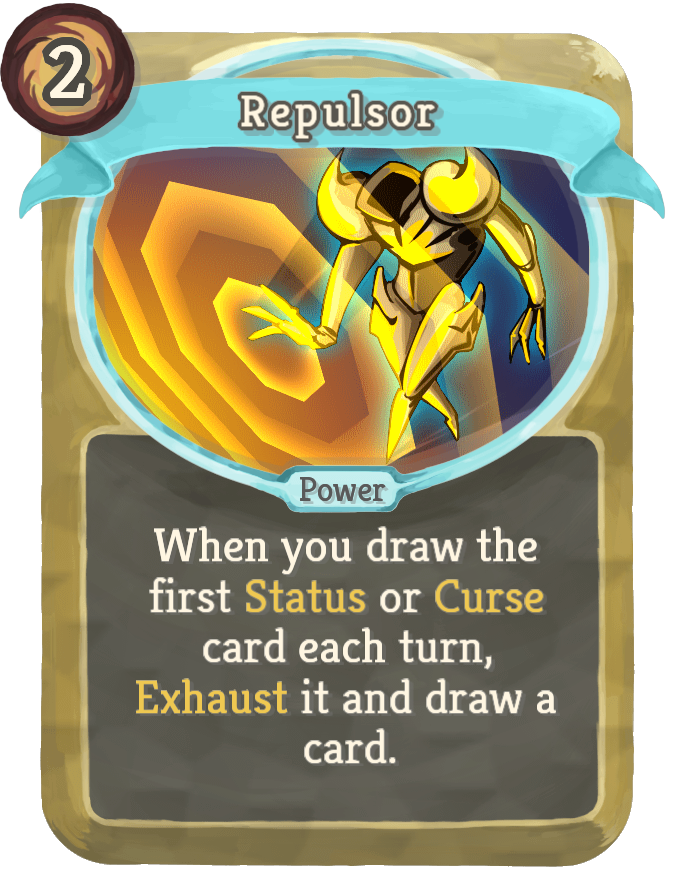 2
Repulsor
Power
When you draw the
first Status or Curse
card each turn,
Exhaust it and draw a
card.